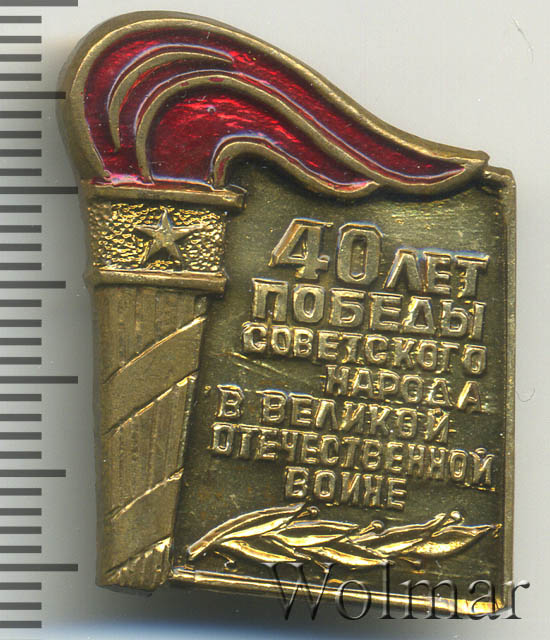 40 ЛЕТ
ПОБЕДЫ
СОВЕТСКОГО
НАРОДА
В ВЕЛИКОЙ
ОТЕЧЕСТВЕННОЙ
ВОЙНЕ
Wolmar